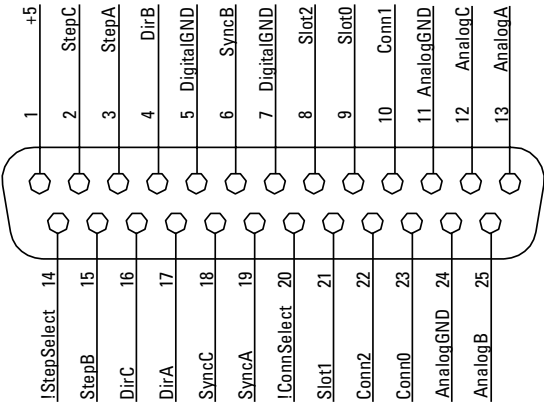 +5
StepC
StepA
DirB
DigitalGND
SyncB
DigitalGND
Slot2
Slot0
Conn1
AnalogGND
AnalogC
AnalogA
1
2
3
4
5
6
7
8
9
10
11
12
13
14
15
16
17
18
19
20
21
22
23
24
25
!StepSelect
StepB
DirC
DirA
SyncC
SyncA
!ConnSelect
Slot1
Conn2
Conn0
AnalogGND
AnalogB